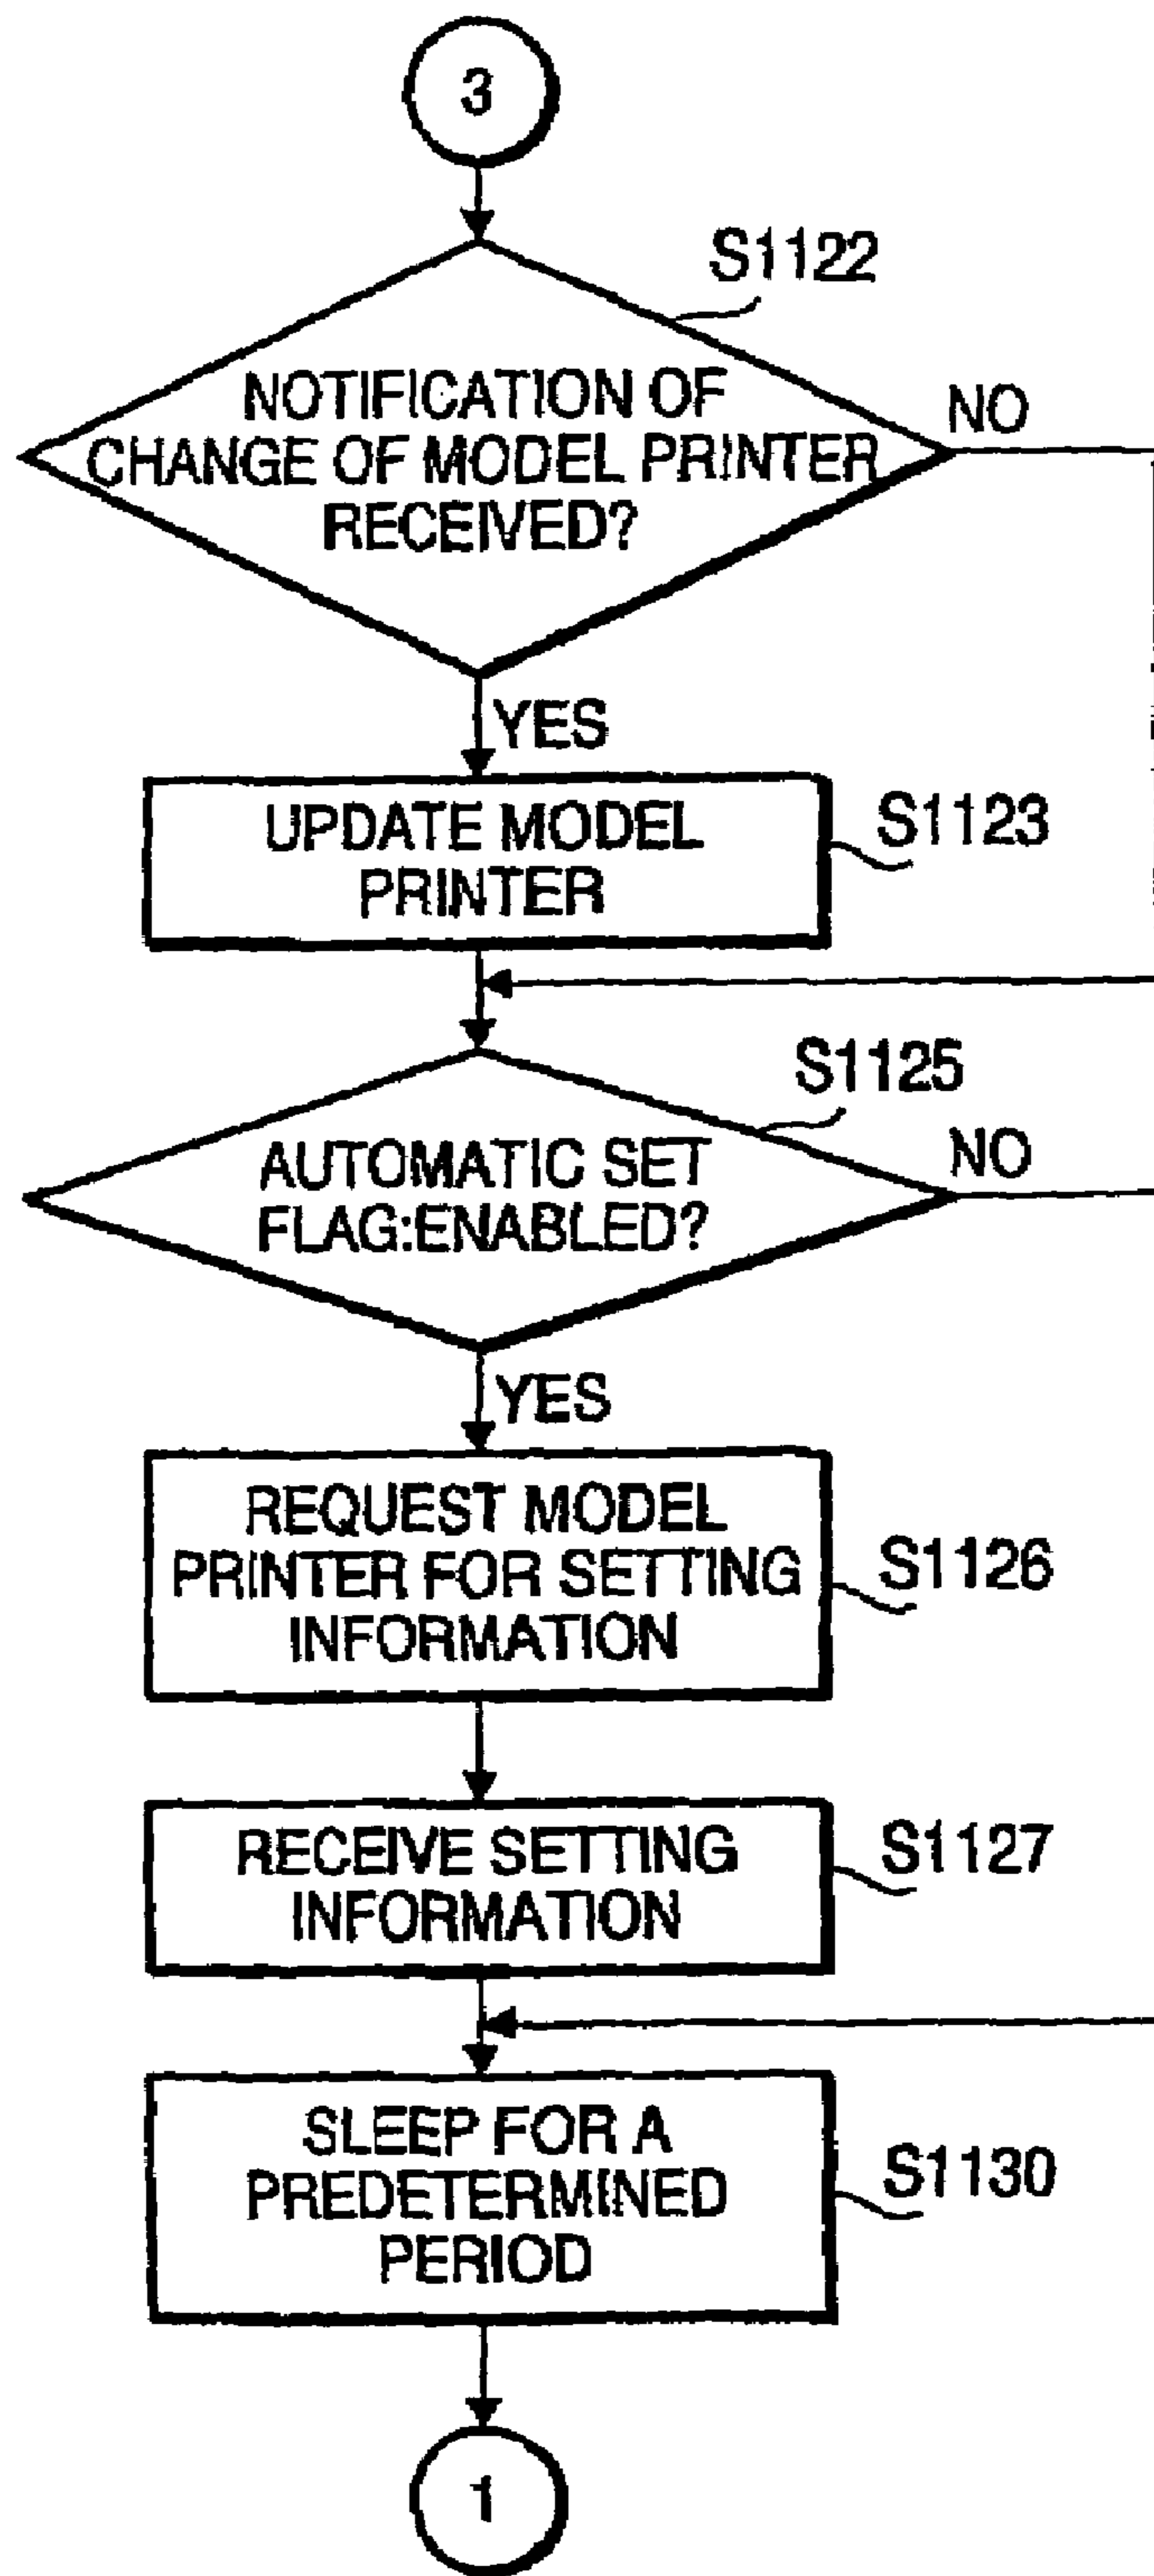 3
S1122
NOTIFICATION OF
CHANGE OF MODEL PRINTER
RECEIVED?
NO
YES
UPDATE MODEL
PRINTER
S1123
S1125
AUTOMATIC SET
FLAG:ENABLED?
NO
YES
REQUEST MODEL
PRINTER FOR SETTING
INFORMATION
S1126
RECEIVE SETTING
INFORMATION
S1127
SLEEP FOR A
PREDETERMINED
PERIOD
S1130
1